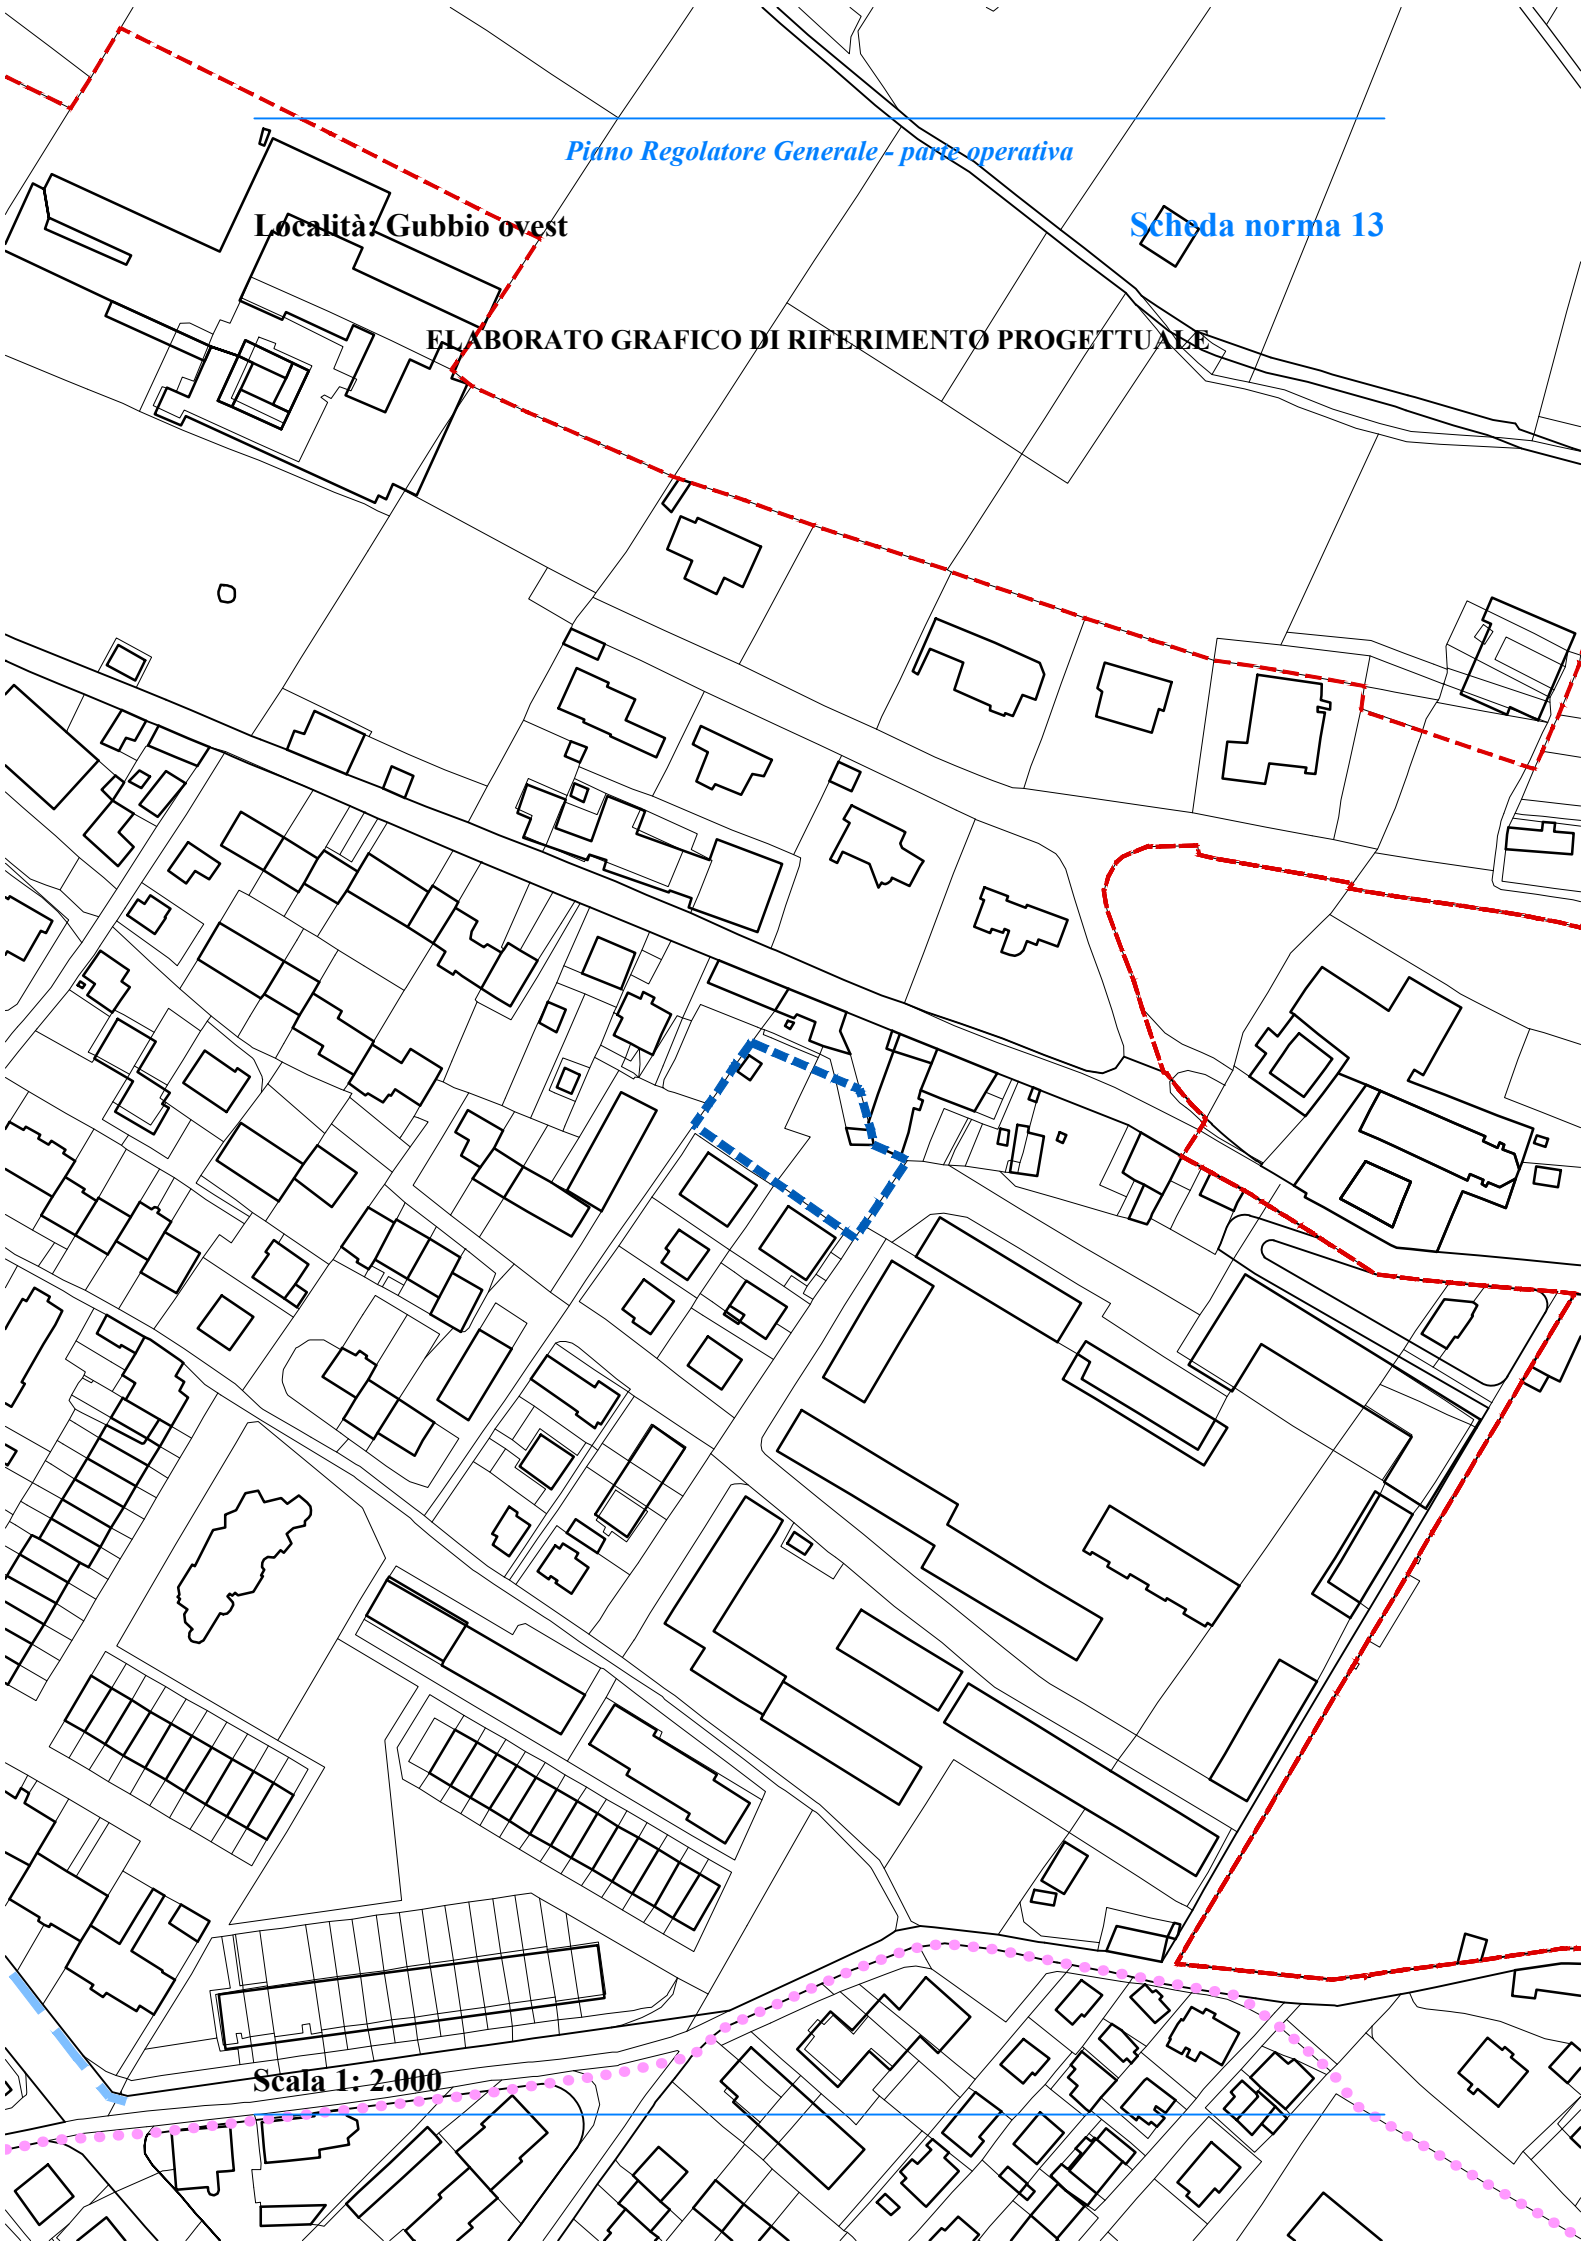 Piano Regolatore Generale - parte operativa
Località: Gubbio ovest
Scheda norma 13
ELABORATO GRAFICO DI RIFERIMENTO PROGETTUALE
Scala 1: 2.000